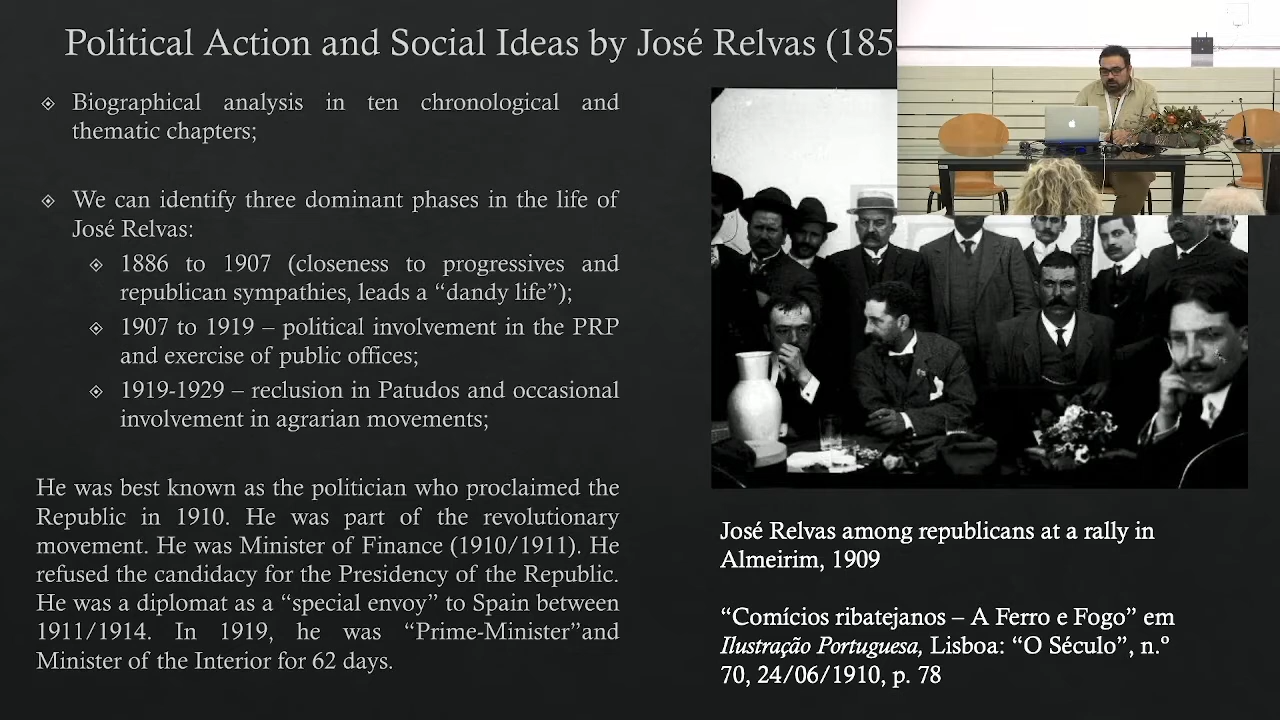 Political Action and Social Ideas by José Relvas (185
Biographical analysis in ten chronological and
thematic chapters;
We can identify three dominant phases in the life of
José Relvas:
1886 to 1907 (closeness to progressives and
republican sympathies, leads a “dandy life”);
1907 to 1919 – political involvement in the PRP
and exercise of public offices;
1919-1929 – reclusion in Patudos and occasional
involvement in agrarian movements;
He was best known as the politician who proclaimed the
Republic in 1910. He was part of the revolutionary
movement. He was Minister of Finance (1910/1911). He
refused the candidacy for the Presidency of the Republic.
He was a diplomat as a “special envoy” to Spain between
1911/1914. In 1919, he was “Prime-Minister”and
Minister of the Interior for 62 days.
José Relvas among republicans at a rally in
Almeirim, 1909
“Comícios ribatejanos – A Ferro e Fogo” em
Ilustração Portuguesa, Lisboa: “O Século”, n.º
70, 24/06/1910, p. 78